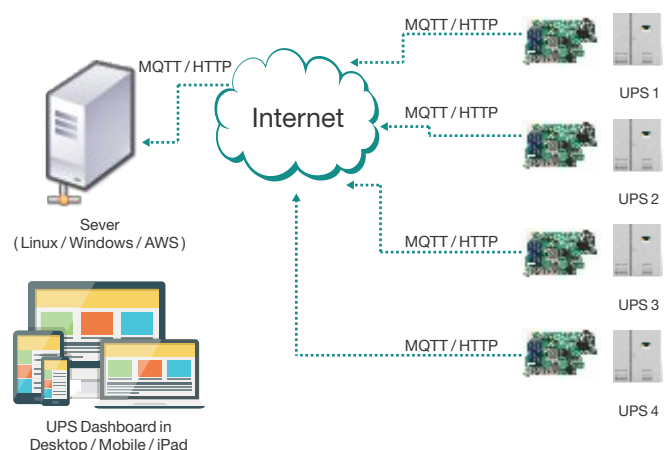 MQTT / HTTP
UPS 1
MQTT / HTTP
Internet
MQTT / HTTP
UPS 2
Sever
( Linux / Windows / AWS )
MQTT / HTTP
UPS 3
MQTT / HTTP
UPS 4
UPS Dashboard in
Desktop / Mobile / iPad